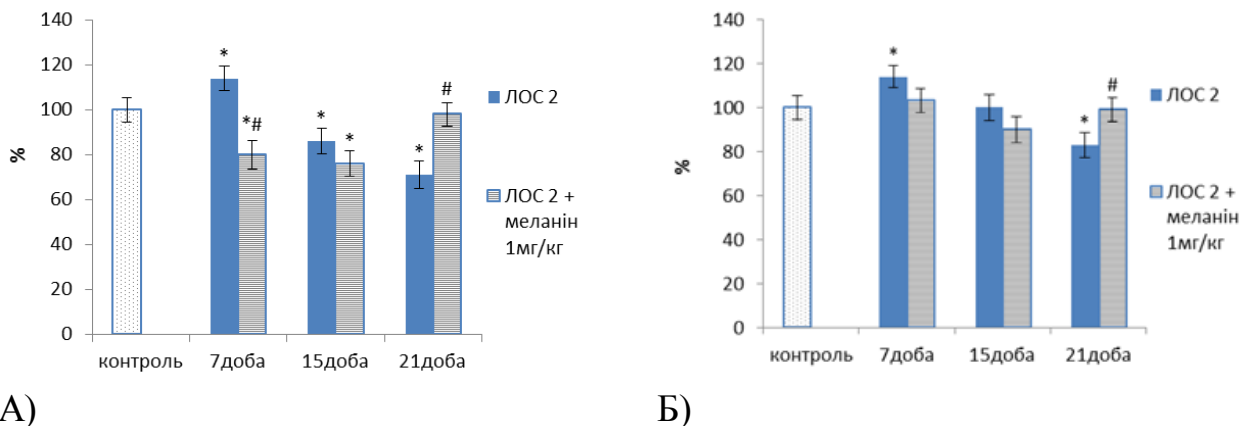 140
120
100
80
60
40
20
0
%
*
*#
*
*
*
#
контроль
7доба
15доба
21доба
ЛОС 2
ЛОС 2 +
меланін
1мг/кг
А)
140
120
100
80
60
40
20
0
%
*
*
#
контроль
7доба
15доба
21доба
ЛОС 2
ЛОС 2 +
меланін
1мг/кг
Б)